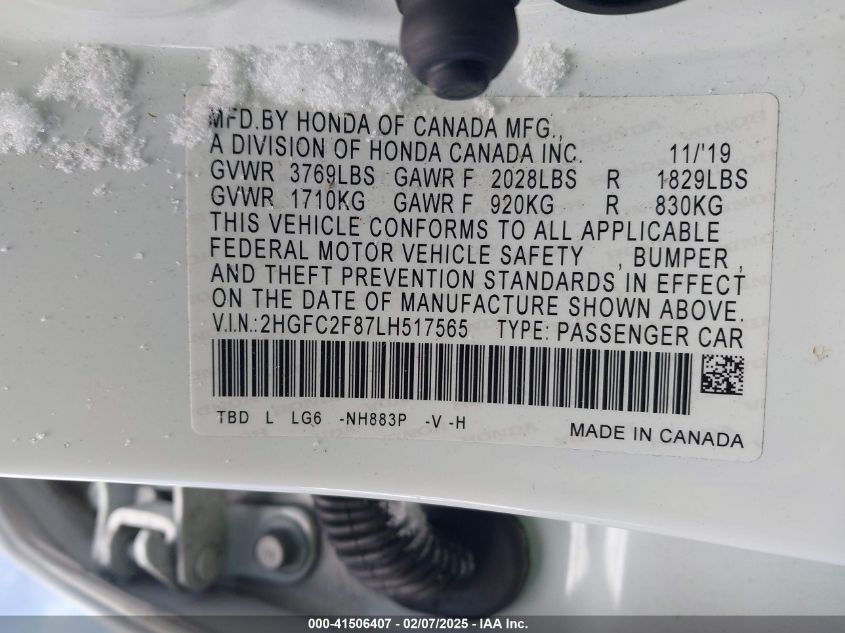 MFD.BY HONDA OF CANADA MFG.,
A DIVISION OF HONDA CANADA INC. 11/'19
GVWR 3769LBS GAWR F 2028LBS R 1829LBS
GVWR 1710KG GAWR F 920KG R 830KG
THIS VEHICLE CONFORMS TO ALL APPLICABLE
FEDERAL MOTOR VEHICLE SAFETY , BUMPER ,
AND THEFT PREVENTION STANDARDS IN EFFECT
ON THE DATE OF MANUFACTURE SHOWN ABOVE.
V.I.N.:2HGFC2F87LH517565 TYPE: PASSENGER CAR
TBD L LG6 -NH883P -V -H
MADE IN CANADA
000-41506407 - 02/07/2025 - IAA Inc.